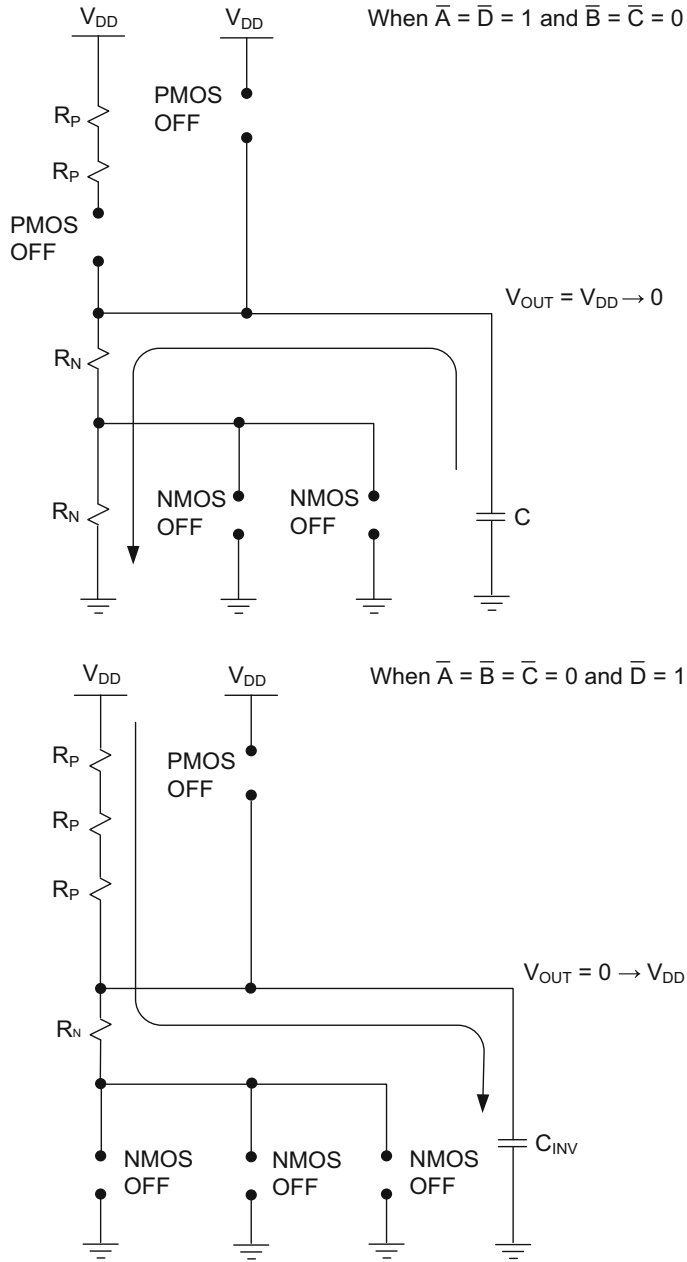 When A̅ = D̅ = 1 and B̅ = C̅ = 0
V_DD
V_DD
R_P
PMOS
OFF
R_P
PMOS
OFF
V_OUT = V_DD → 0
R_N
R_N
NMOS
OFF
NMOS
OFF
C
When A̅ = B̅ = C̅ = 0 and D̅ = 1
V_DD
V_DD
R_P
PMOS
OFF
R_P
R_P
V_OUT = 0 → V_DD
R_N
NMOS
OFF
NMOS
OFF
NMOS
OFF
C_INV